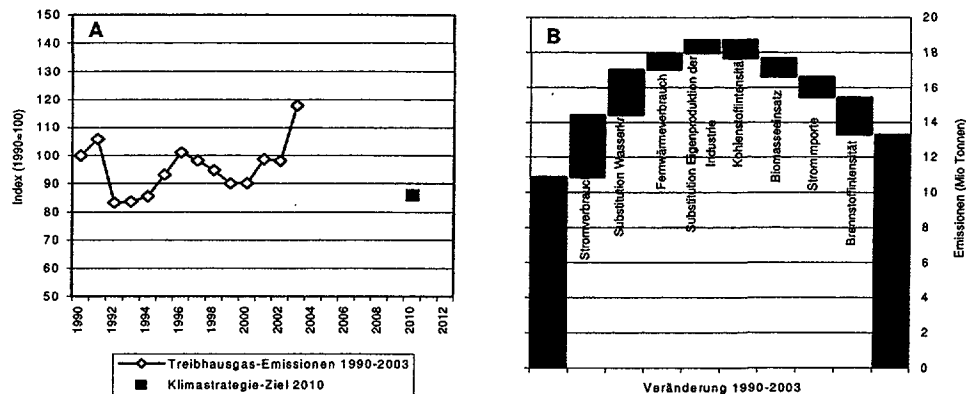 A
150
140
130
120
110
100
90
80
70
60
50
Index (1990=100)
1990
1992
1994
1996
1998
2000
2002
2004
2006
2008
2010
2012
Treibhausgas-Emissionen 1990-2003
Klimastrategie-Ziel 2010
B
Stromverbrauch
Substitution Wasserkr
Fernwärmeverbrauch
Substitution Eigenproduktion der
Industrie
Kohlenstoffintensitä
Biomasseeinsatz
Stromimporte
Brennstoffintensität
20
18
16
14
12
10
8
6
4
2
0
Emissionen (Mio Tonnen)
Veränderung 1990-2003